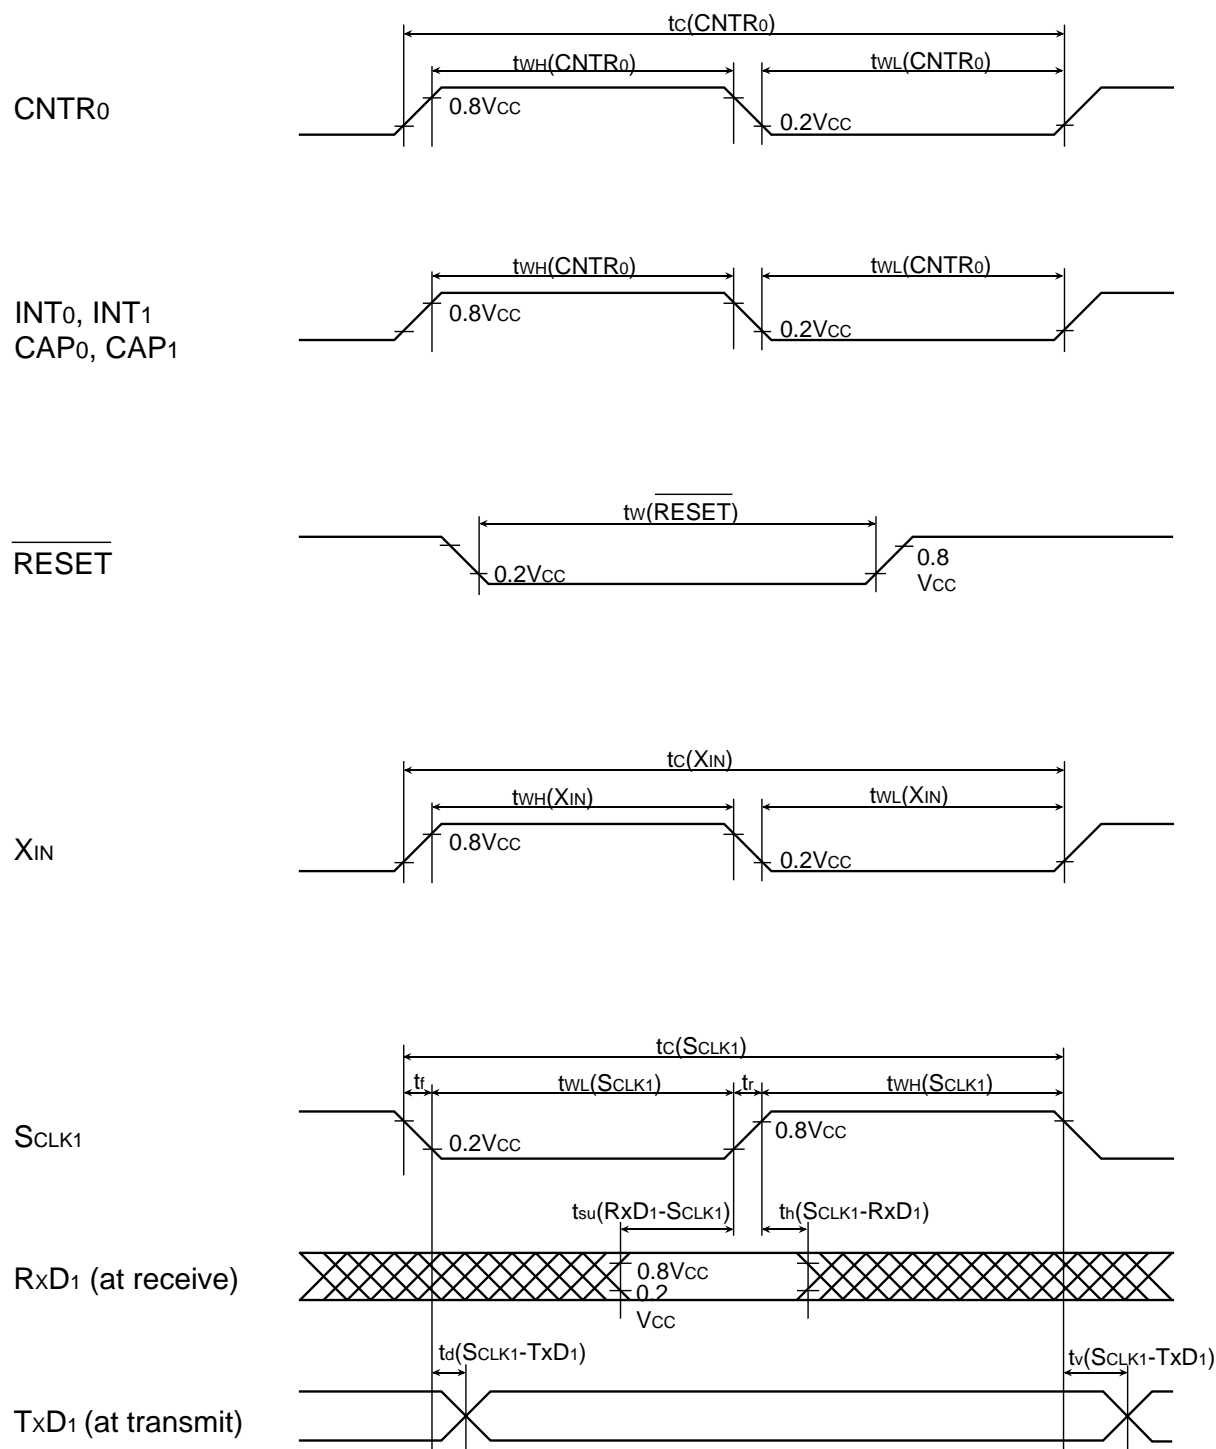 tC(CNTR0)
tWH(CNTR0)
tWL(CNTR0)
CNTR0
0.8VCC
0.2VCC
tWH(CNTR0)
tWL(CNTR0)
INT0, INT1
CAP0, CAP1
0.8VCC
0.2VCC
tW(RESET)
RESET
0.2VCC
0.8
VCC
tC(XIN)
tWH(XIN)
tWL(XIN)
XIN
0.8VCC
0.2VCC
tC(SCLK1)
tf
tWL(SCLK1)
tr
tWH(SCLK1)
SCLK1
0.2VCC
0.8VCC
tsu(RxD1-SCLK1)
th(SCLK1-RxD1)
RXD1 (at receive)
0.8VCC
0.2
VCC
td(SCLK1-TxD1)
tv(SCLK1-TxD1)
TXD1 (at transmit)